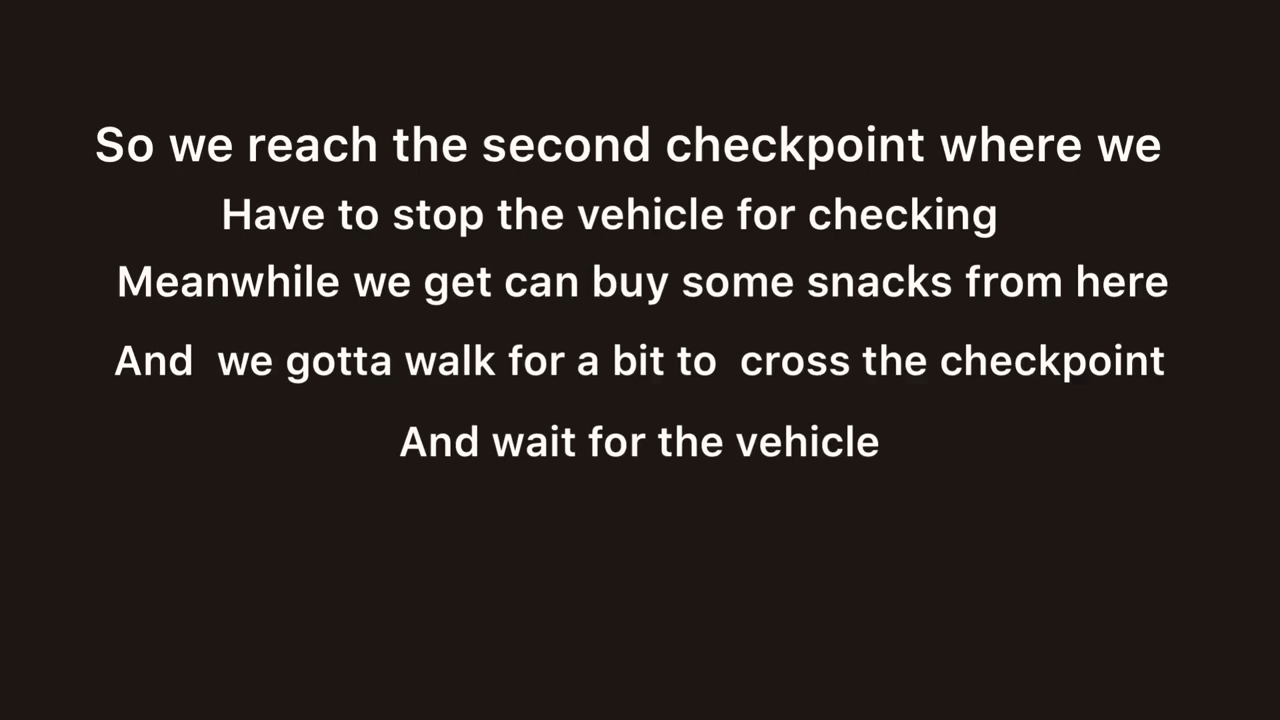 So we reach the second checkpoint where we
Have to stop the vehicle for checking
Meanwhile we get can buy some snacks from here
And we gotta walk for a bit to cross the checkpoint
And wait for the vehicle